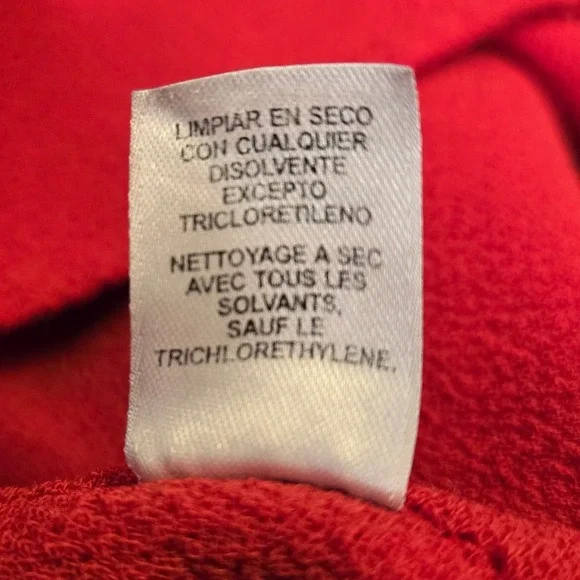 LIMPIAR EN SECO
CON CUALQUIER
DISOLVENTE
EXCEPTO
TRICLORETILENO
NETTOYAGE A SEC
AVEC TOUS LES
SOLVANTS,
SAUF LE
TRICHLORETHYLENE.